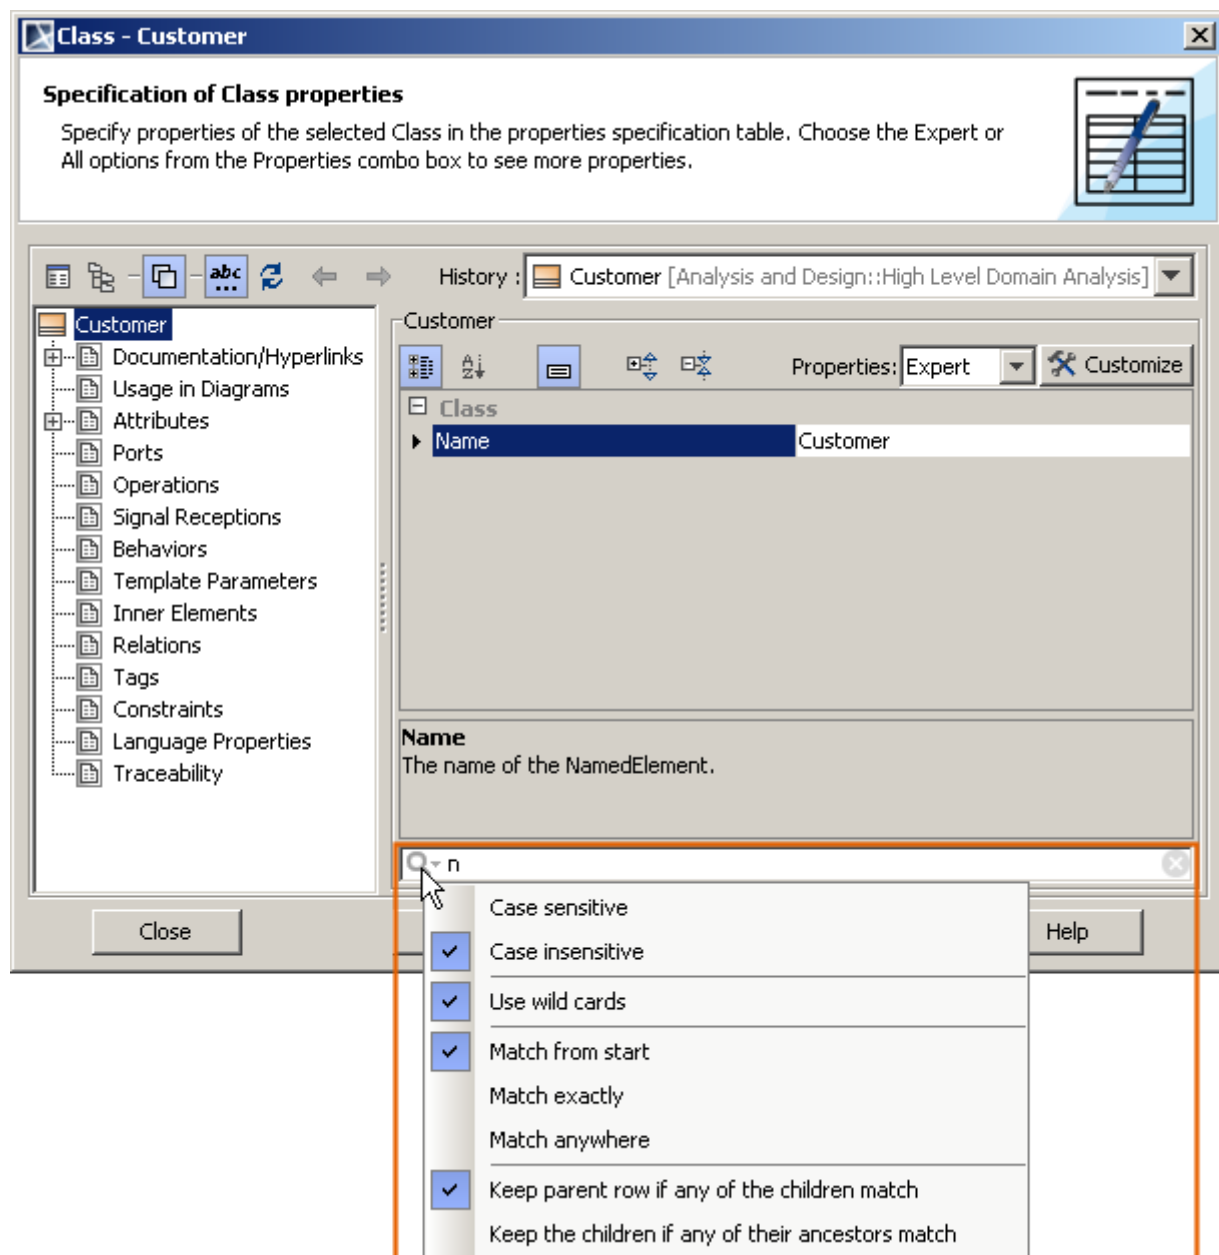 Class - Customer
Specification of Class properties
Specify properties of the selected Class in the properties specification table. Choose the Expert or
All options from the Properties combo box to see more properties.
abc
History : Customer [Analysis and Design::High Level Domain Analysis]
Customer
Documentation/Hyperlinks
Usage in Diagrams
Attributes
Ports
Operations
Signal Receptions
Behaviors
Template Parameters
Inner Elements
Relations
Tags
Constraints
Language Properties
Traceability
Customer
A
Z
Properties: Expert Customize
Class
Name Customer
Name
The name of the NamedElement.
n
Close
Help
Case sensitive
Case insensitive
Use wild cards
Match from start
Match exactly
Match anywhere
Keep parent row if any of the children match
Keep the children if any of their ancestors match